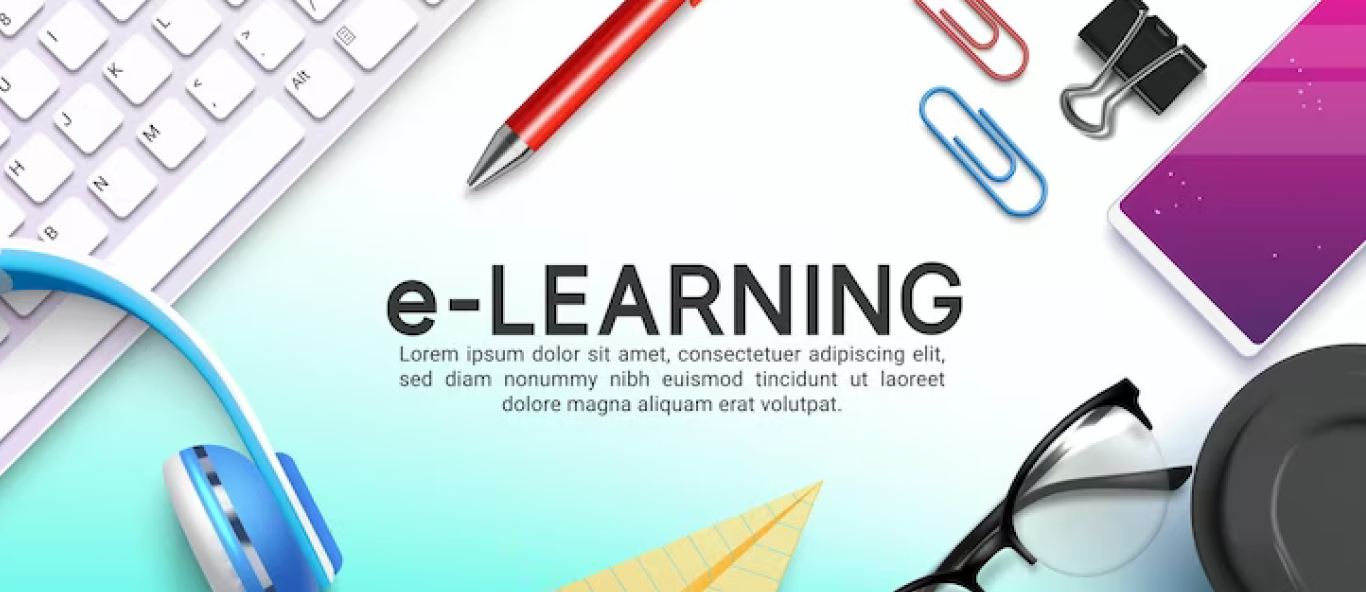 B
I
L
U
K
J
M
H
N
B
Alt
e-LEARNING
Lorem ipsum dolor sit amet, consectetuer adipiscing elit,
sed diam nonummy nibh euismod tincidunt ut laoreet
dolore magna aliquam erat volutpat.